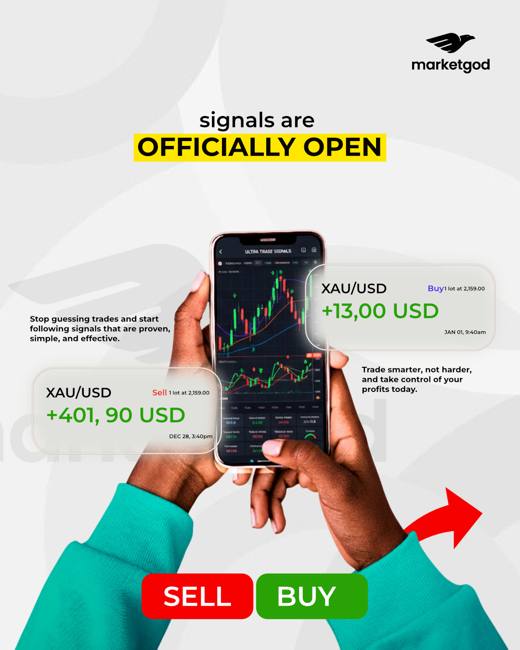 marketgod
signals are
OFFICIALLY OPEN
ULTRA TRADE SIGNALS
XAU/USD
Buy 1 lot at 2,159.00
+13,00 USD
JAN 01, 9:40am
Stop guessing trades and start
following signals that are proven,
simple, and effective.
Trade smarter, not harder,
and take control of your
profits today.
XAU/USD
Sell 1 lot at 2,159.00
+401, 90 USD
DEC 28, 3:40pm
SELL
BUY